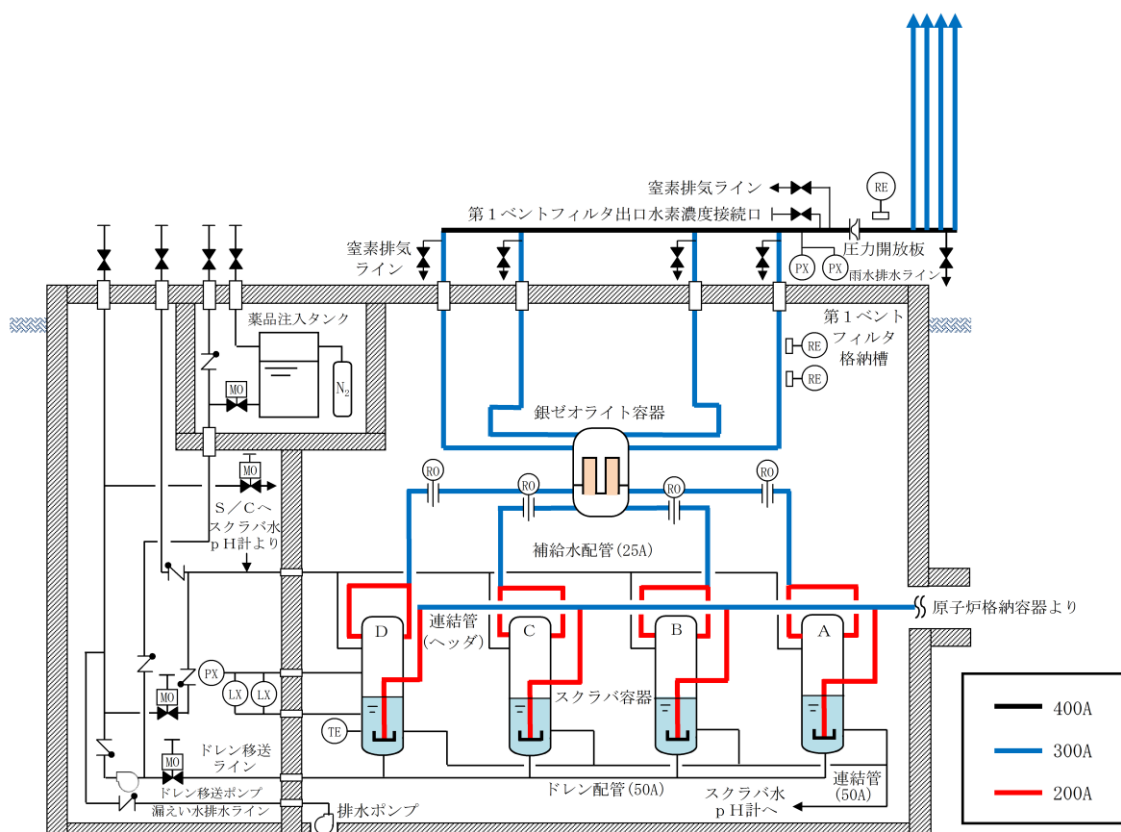 窒素排気ライン
RE
第１ベントフィルタ出口水素濃度接続口
窒素排気
ライン
圧力開放板
PX
PX
雨水排水ライン
薬品注入タンク
第１ベント
フィルタ
格納槽
RE
RE
MO
N₂
銀ゼオライト容器
MO
RO
RO
RO
RO
Ｓ／Ｃへ
スクラバ水
ｐＨ計より
補給水配管(25A)
原子炉格納容器より
連結管
(ヘッダ)
D
C
B
A
スクラバ容器
PX
LX
LX
MO
TE
400A
300A
200A
ドレン移送
ライン
MO
ドレン移送ポンプ
漏えい水排水ライン
排水ポンプ
ドレン配管(50A)
スクラバ水
ｐＨ計へ
連結管
(50A)